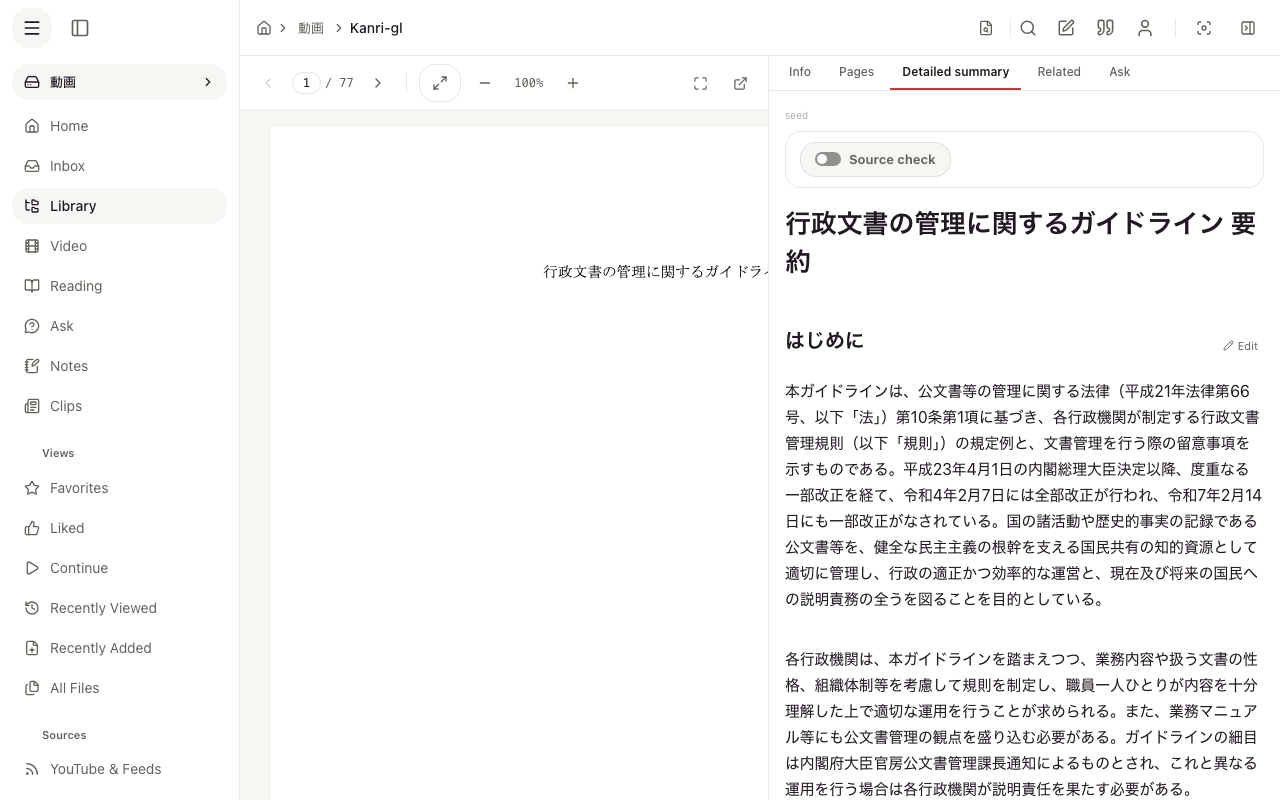 動画
Kanri-gl
動画
Home
Inbox
Library
Video
Reading
Ask
Notes
Clips
Views
Favorites
Liked
Continue
Recently Viewed
Recently Added
All Files
Sources
YouTube & Feeds
1 / 77
100%
行政文書の管理に関するガイドラ
Info Pages Detailed summary Related Ask
seed
Source check
行政文書の管理に関するガイドライン 要
約
はじめに
Edit
本ガイドラインは、公文書等の管理に関する法律（平成21年法律第66
号、以下「法」）第10条第1項に基づき、各行政機関が制定する行政文書
管理規則（以下「規則」）の規定例と、文書管理を行う際の留意事項を
示すものである。平成23年4月1日の内閣総理大臣決定以降、度重なる
一部改正を経て、令和4年2月7日には全部改正が行われ、令和7年2月14
日にも一部改正がなされている。国の諸活動や歴史的事実の記録である
公文書等を、健全な民主主義の根幹を支える国民共有の知的資源として
適切に管理し、行政の適正かつ効率的な運営と、現在及び将来の国民へ
の説明責務の全うを図ることを目的としている。
各行政機関は、本ガイドラインを踏まえつつ、業務内容や扱う文書の性
格、組織体制等を考慮して規則を制定し、職員一人ひとりが内容を十分
理解した上で適切な運用を行うことが求められる。また、業務マニュア
ル等にも公文書管理の観点を盛り込む必要がある。ガイドラインの細目
は内閣府大臣官房公文書管理課長通知によるものとされ、これと異なる
運用を行う場合は各行政機関が説明責任を果たす必要がある。